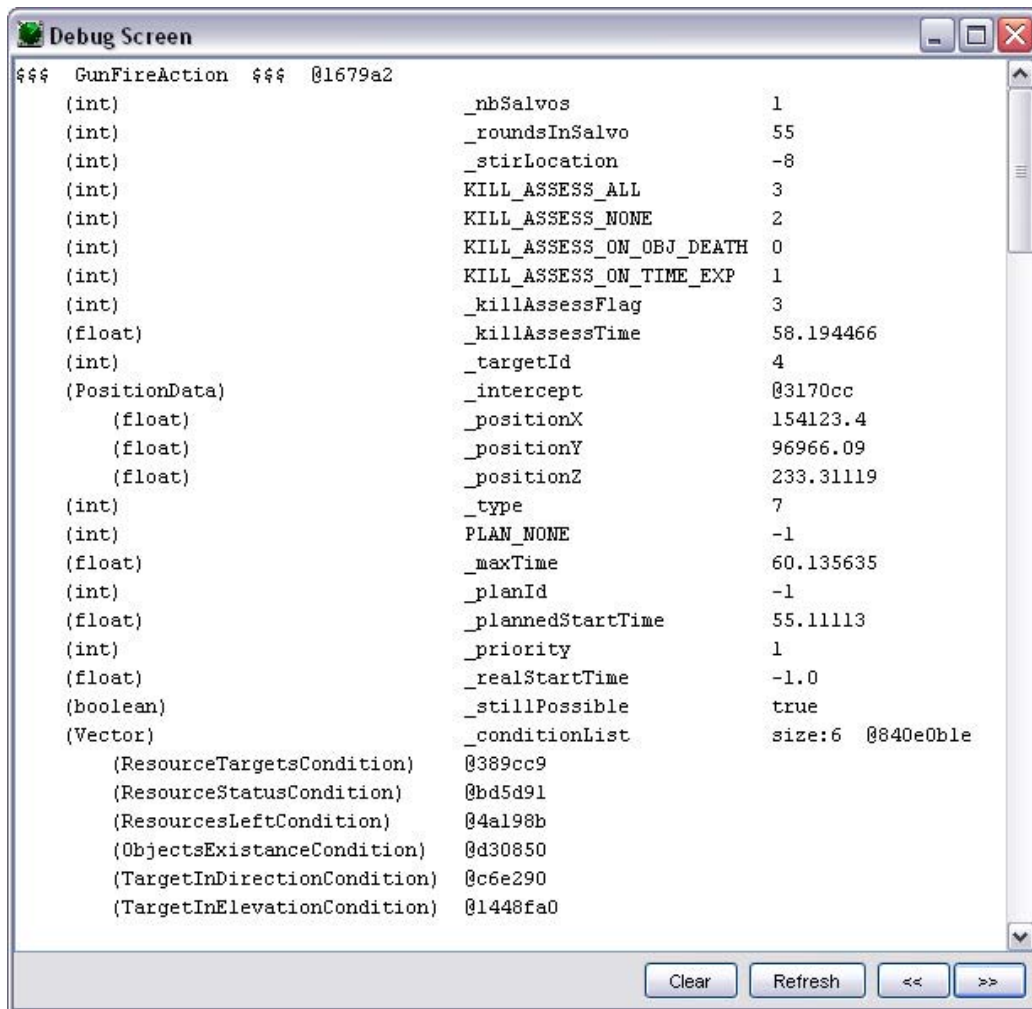 Debug Screen
$$$ GunFireAction $$$ @1679a2
(int) _nbSalvos 1
(int) _roundsInSalvo 55
(int) _stirLocation -8
(int) KILL_ASSESS_ALL 3
(int) KILL_ASSESS_NONE 2
(int) KILL_ASSESS_ON_OBJ_DEATH 0
(int) KILL_ASSESS_ON_TIME_EXP 1
(int) _killAssessFlag 3
(float) _killAssessTime 58.194466
(int) _targetId 4
(PositionData) _intercept @3170cc
(float) _positionX 154123.4
(float) _positionY 96966.09
(float) _positionZ 233.31119
(int) _type 7
(int) PLAN_NONE -1
(float) _maxTime 60.135635
(int) _planId -1
(float) _plannedStartTime 55.11113
(int) _priority 1
(float) _realStartTime -1.0
(boolean) _stillPossible true
(Vector) _conditionList size:6 @840e0b1e
(ResourceTargetsCondition) @389cc9
(ResourceStatusCondition) @bd5d91
(ResourcesLeftCondition) @4a198b
(ObjectsExistanceCondition) @d30850
(TargetInDirectionCondition) @c6e290
(TargetInElevationCondition) @1448fa0
Clear Refresh << >>